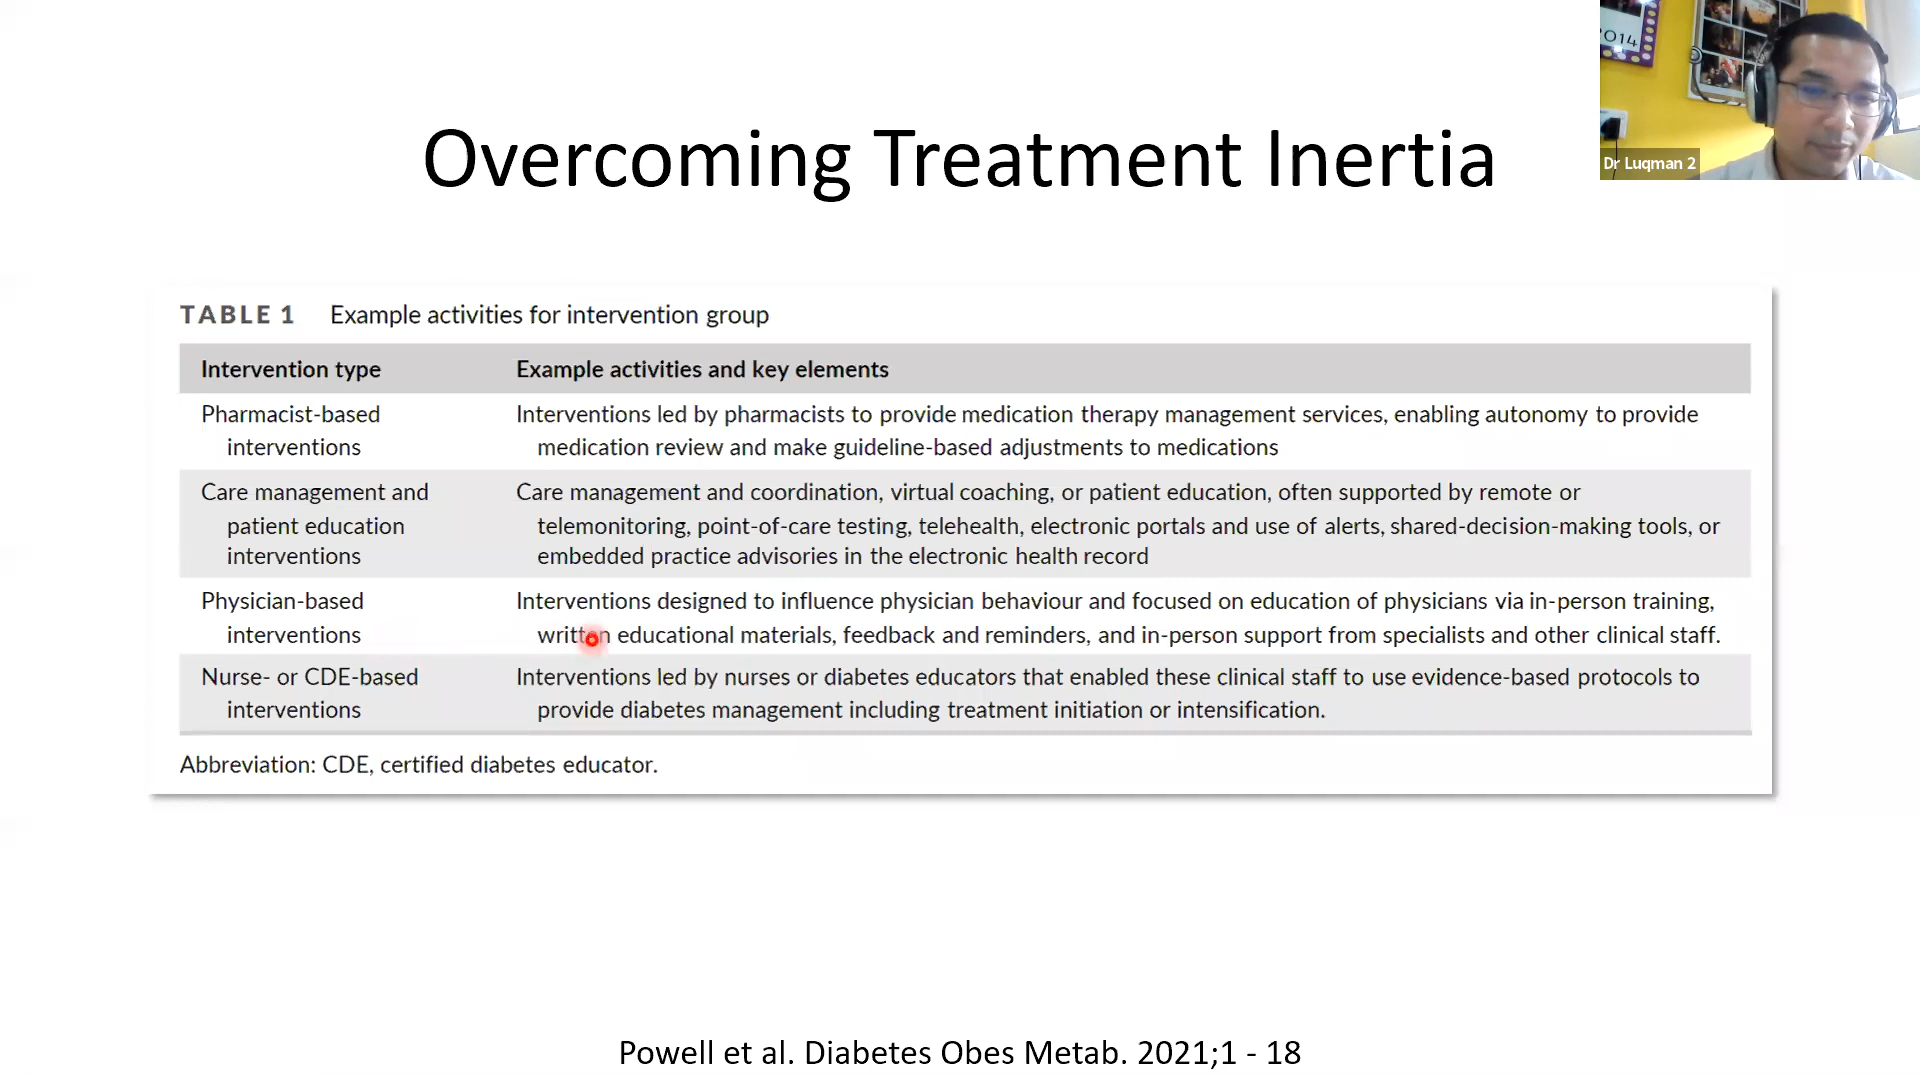 2014
Dr Luqman 2
Overcoming Treatment Inertia
TABLE 1 Example activities for intervention group
Intervention type Example activities and key elements
Pharmacist-based Interventions led by pharmacists to provide medication therapy management services, enabling autonomy to provide
interventions medication review and make guideline-based adjustments to medications
Care management and Care management and coordination, virtual coaching, or patient education, often supported by remote or
patient education telemonitoring, point-of-care testing, telehealth, electronic portals and use of alerts, shared-decision-making tools, or
interventions embedded practice advisories in the electronic health record
Physician-based Interventions designed to influence physician behaviour and focused on education of physicians via in-person training,
interventions written educational materials, feedback and reminders, and in-person support from specialists and other clinical staff.
Nurse- or CDE-based Interventions led by nurses or diabetes educators that enabled these clinical staff to use evidence-based protocols to
interventions provide diabetes management including treatment initiation or intensification.
Abbreviation: CDE, certified diabetes educator.
Powell et al. Diabetes Obes Metab. 2021;1 - 18